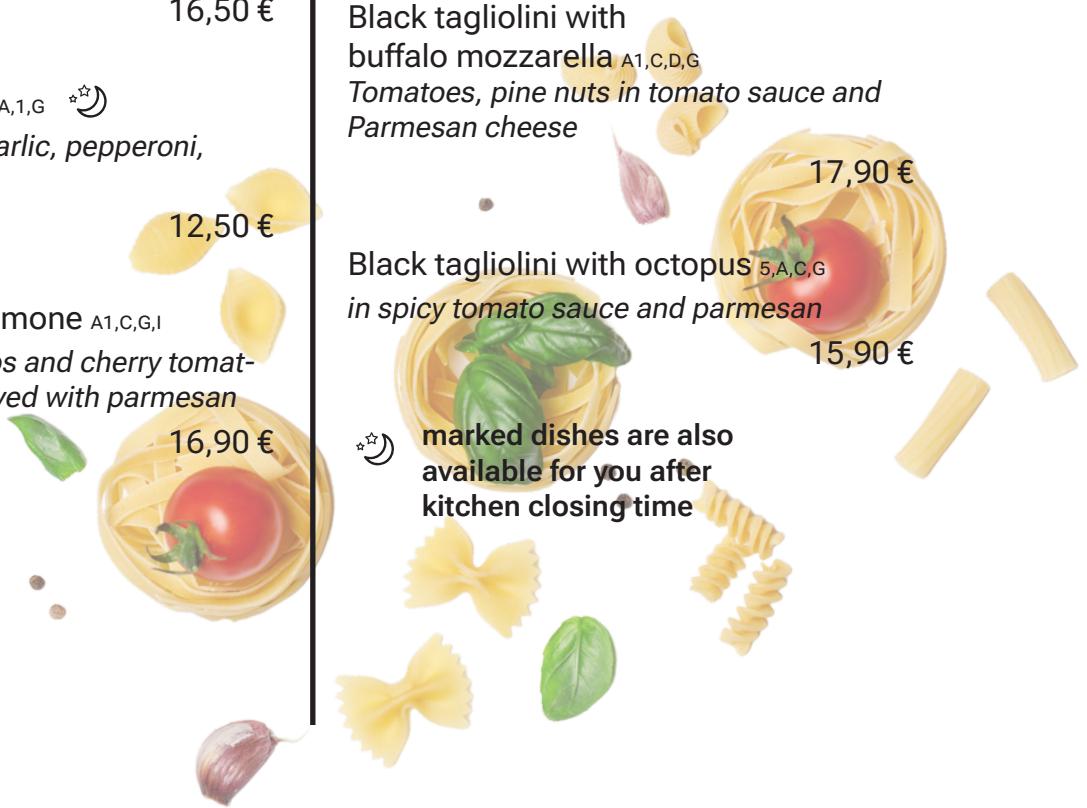 16,50 €
A,1,G
arlic, pepperoni,
12,50 €
mone A1,C,G,I
os and cherry tomat-
ved with parmesan
16,90 €
Black tagliolini with
buffalo mozzarella A1,C,D,G
Tomatoes, pine nuts in tomato sauce and
Parmesan cheese
17,90 €
Black tagliolini with octopus 5,A,C,G
in spicy tomato sauce and parmesan
15,90 €
marked dishes are also
available for you after
kitchen closing time